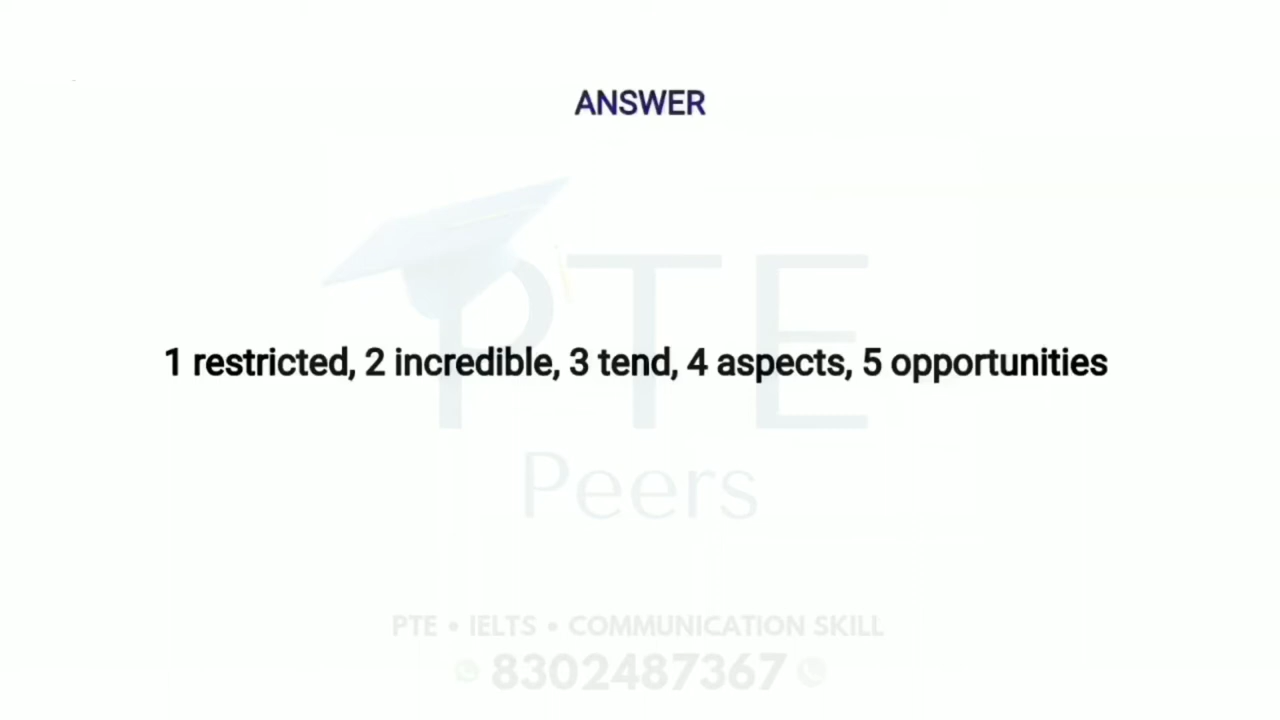 ANSWER
PTE
1 restricted, 2 incredible, 3 tend, 4 aspects, 5 opportunities
Peers
PTE • IELTS • COMMUNICATION SKILL
8302487367